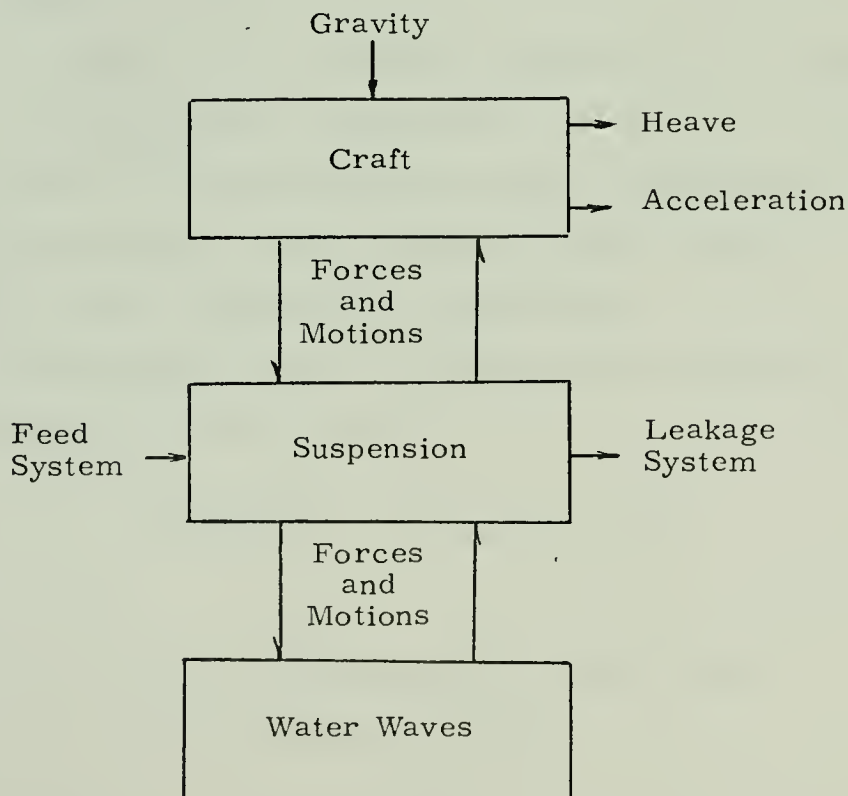 Gravity
Craft
Heave
Acceleration
Forces
and
Motions
Feed
System
Suspension
Leakage
System
Forces
and
Motions
Water Waves